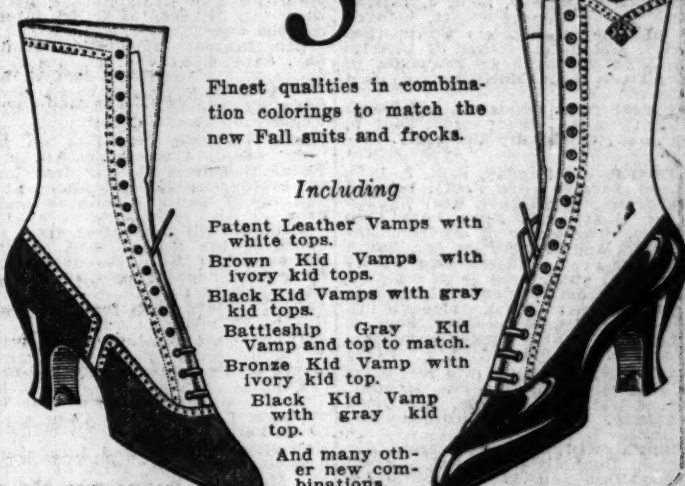 Finest qualities in combina-
tion colorings to match the
new Fall suits and frocks.
Including
Patent Leather Vamps with
white tops.
Brown Kid Vamps with
ivory kid tops.
Black Kid Vamps with gray
kid tops.
Battleship Gray Kid
Vamp and top to match.
Bronze Kid Vamp with
ivory kid top.
Black Kid Vamp
with gray kid
top.
And many oth-
er new com-
binations